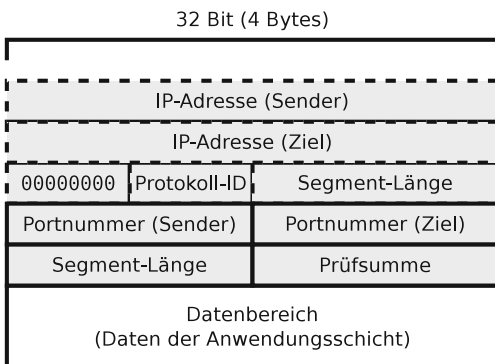 32 Bit (4 Bytes)
IP-Adresse (Sender)
IP-Adresse (Ziel)
00000000 Protokoll-ID Segment-Länge
Portnummer (Sender) Portnummer (Ziel)
Segment-Länge Prüfsumme
Datenbereich
(Daten der Anwendungsschicht)